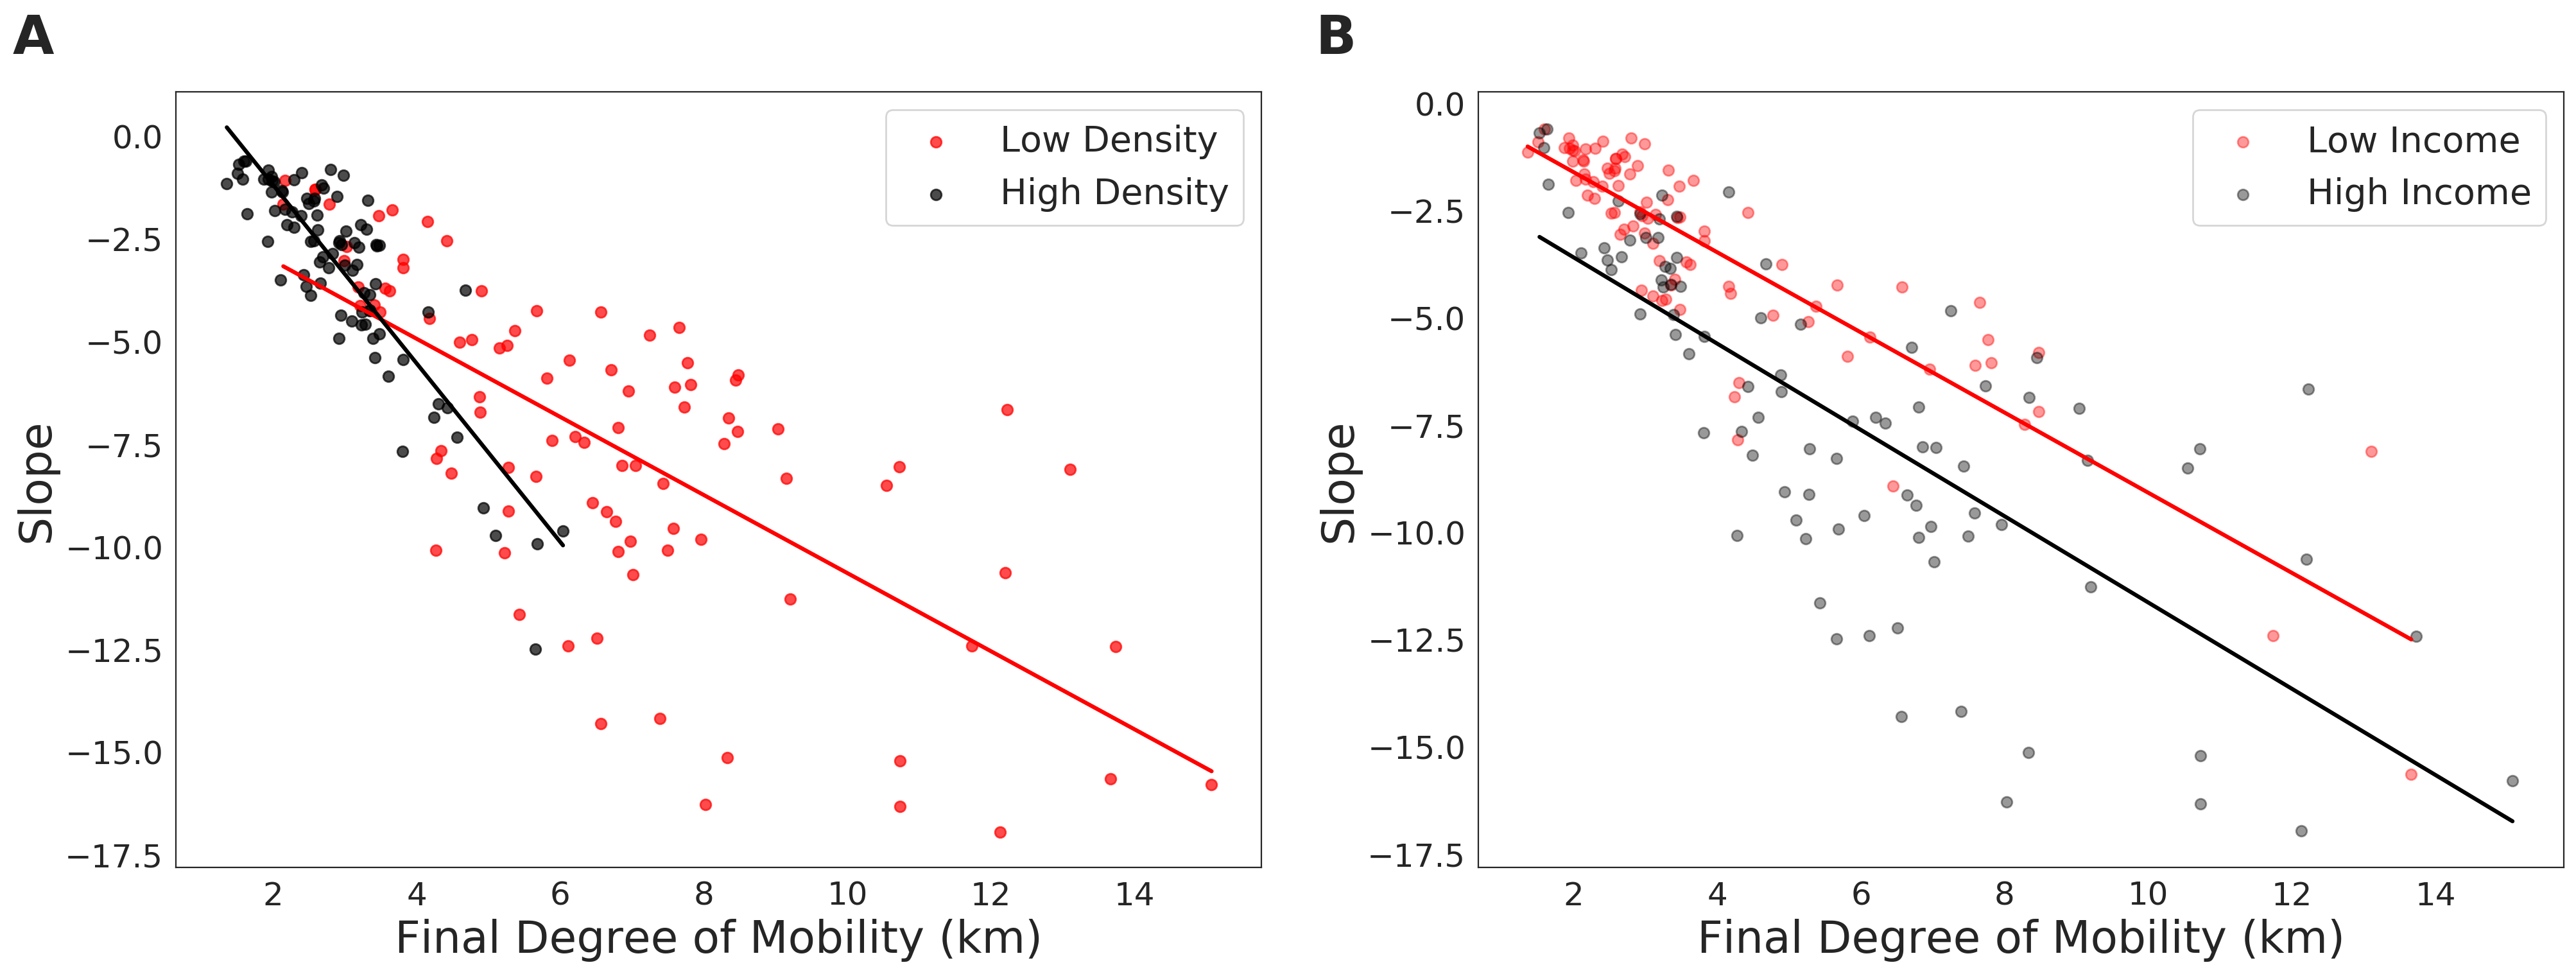 A
B
0.0
−2.5
−5.0
−7.5
−10.0
−12.5
−15.0
−17.5
Slope
Low Density
High Density
2 4 6 8 10 12 14
Final Degree of Mobility (km)
0.0
−2.5
−5.0
−7.5
−10.0
−12.5
−15.0
−17.5
Slope
Low Income
High Income
2 4 6 8 10 12 14
Final Degree of Mobility (km)